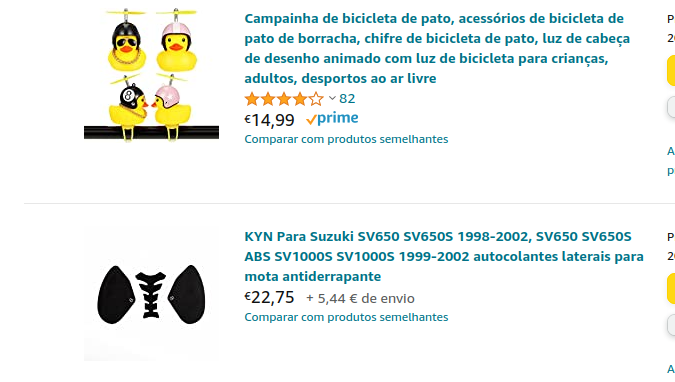 Campainha de bicicleta de pato, acessórios de bicicleta de
pato de borracha, chifre de bicicleta de pato, luz de cabeça
de desenho animado com luz de bicicleta para crianças,
adultos, desportos ao ar livre
82
€14,99 prime
Comparar com produtos semelhantes
KYN Para Suzuki SV650 SV650S 1998-2002, SV650 SV650S
ABS SV1000S SV1000S 1999-2002 autocolantes laterais para
mota antiderrapante
€22,75 + 5,44 € de envio
Comparar com produtos semelhantes
8